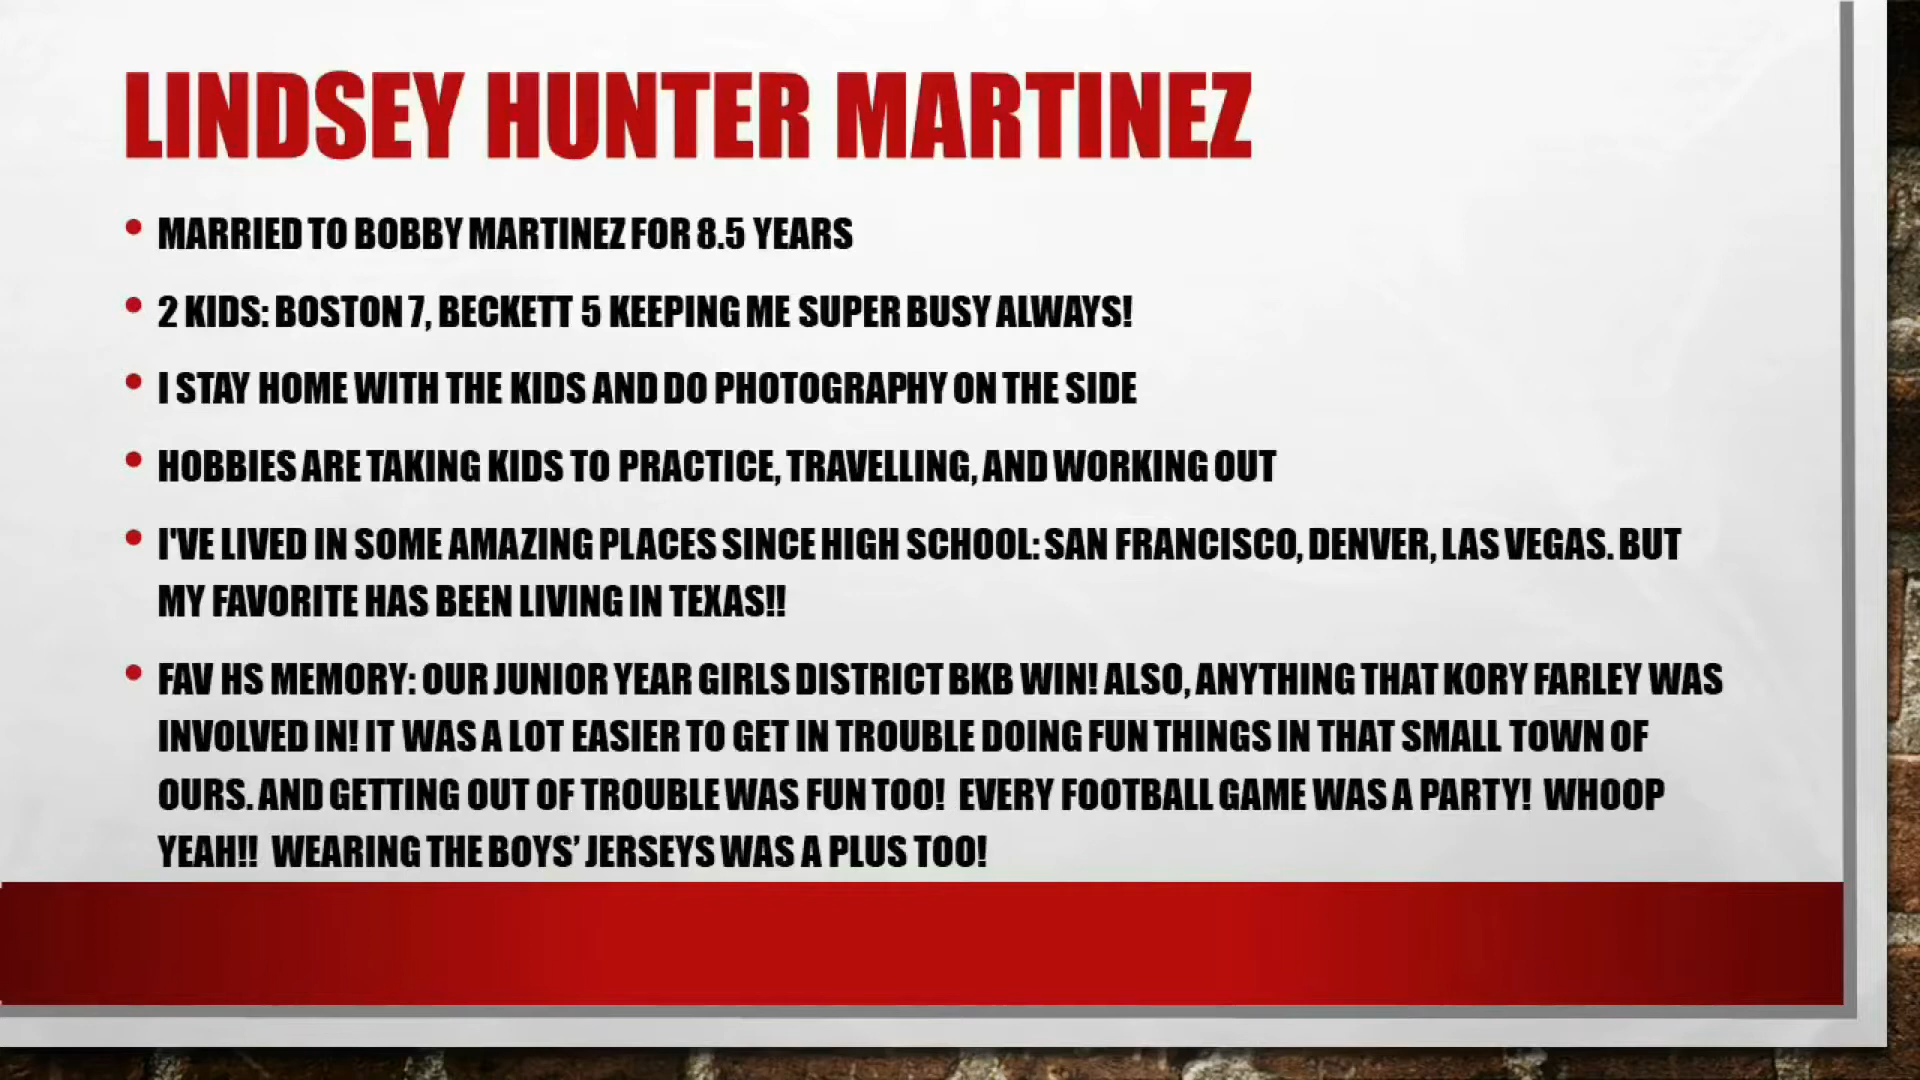 LINDSEY HUNTER MARTINEZ
• MARRIED TO BOBBY MARTINEZ FOR 8.5 YEARS
• 2 KIDS: BOSTON 7, BECKETT 5 KEEPING ME SUPER BUSY ALWAYS!
• I STAY HOME WITH THE KIDS AND DO PHOTOGRAPHY ON THE SIDE
• HOBBIES ARE TAKING KIDS TO PRACTICE, TRAVELLING, AND WORKING OUT
• I'VE LIVED IN SOME AMAZING PLACES SINCE HIGH SCHOOL: SAN FRANCISCO, DENVER, LAS VEGAS. BUT
MY FAVORITE HAS BEEN LIVING IN TEXAS!!
• FAV HS MEMORY: OUR JUNIOR YEAR GIRLS DISTRICT BKB WIN! ALSO, ANYTHING THAT KORY FARLEY WAS
INVOLVED IN! IT WAS A LOT EASIER TO GET IN TROUBLE DOING FUN THINGS IN THAT SMALL TOWN OF
OURS. AND GETTING OUT OF TROUBLE WAS FUN TOO! EVERY FOOTBALL GAME WAS A PARTY! WHOOP
YEAH!! WEARING THE BOYS’ JERSEYS WAS A PLUS TOO!